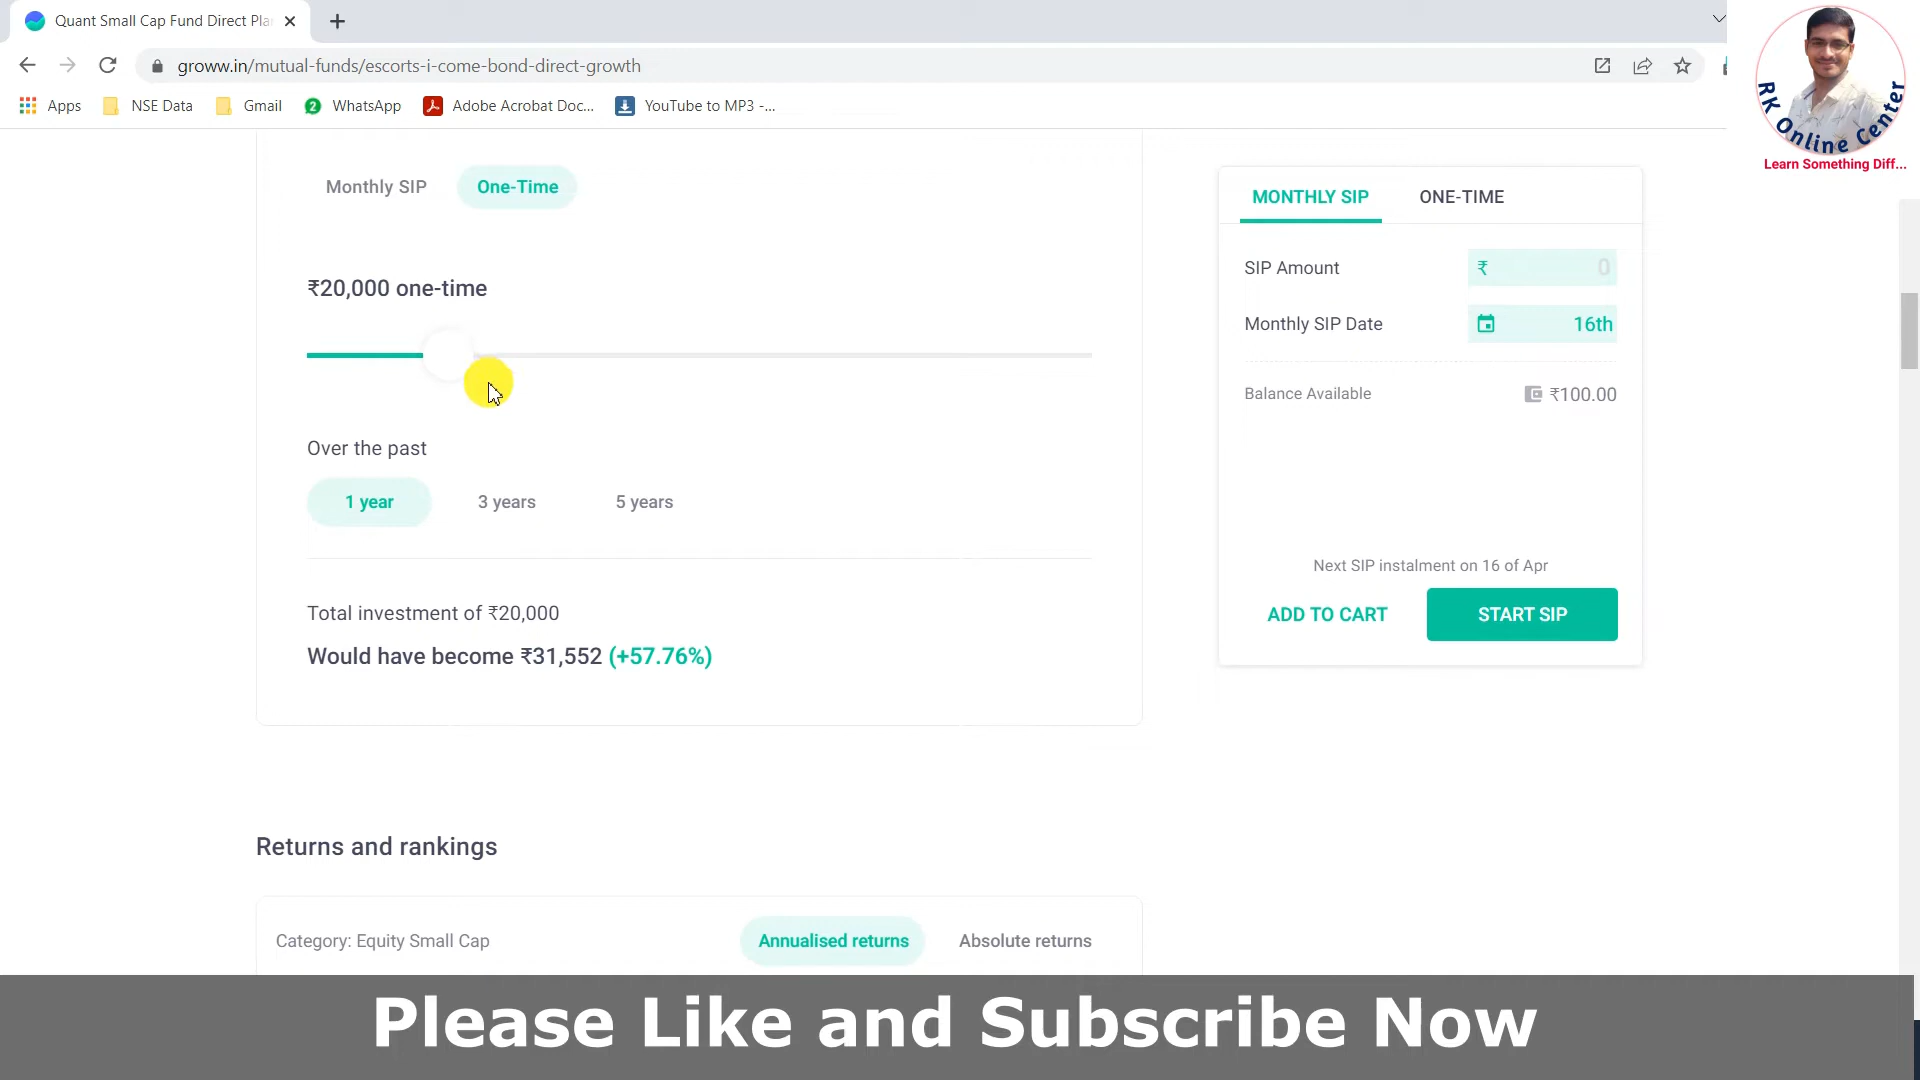 Quant Small Cap Fund Direct Pla
groww.in/mutual-funds/escorts-i-come-bond-direct-growth
Apps NSE Data Gmail 2 WhatsApp Adobe Acrobat Doc... YouTube to MP3 -...
RK Online Center
Learn Something Diff...
Monthly SIP One-Time
₹20,000 one-time
Over the past
1 year 3 years 5 years
Total investment of ₹20,000
Would have become ₹31,552 (+57.76%)
MONTHLY SIP ONE-TIME
SIP Amount ₹ 0
Monthly SIP Date 16th
Balance Available ₹100.00
Next SIP instalment on 16 of Apr
ADD TO CART START SIP
Returns and rankings
Category: Equity Small Cap Annualised returns Absolute returns
Please Like and Subscribe Now